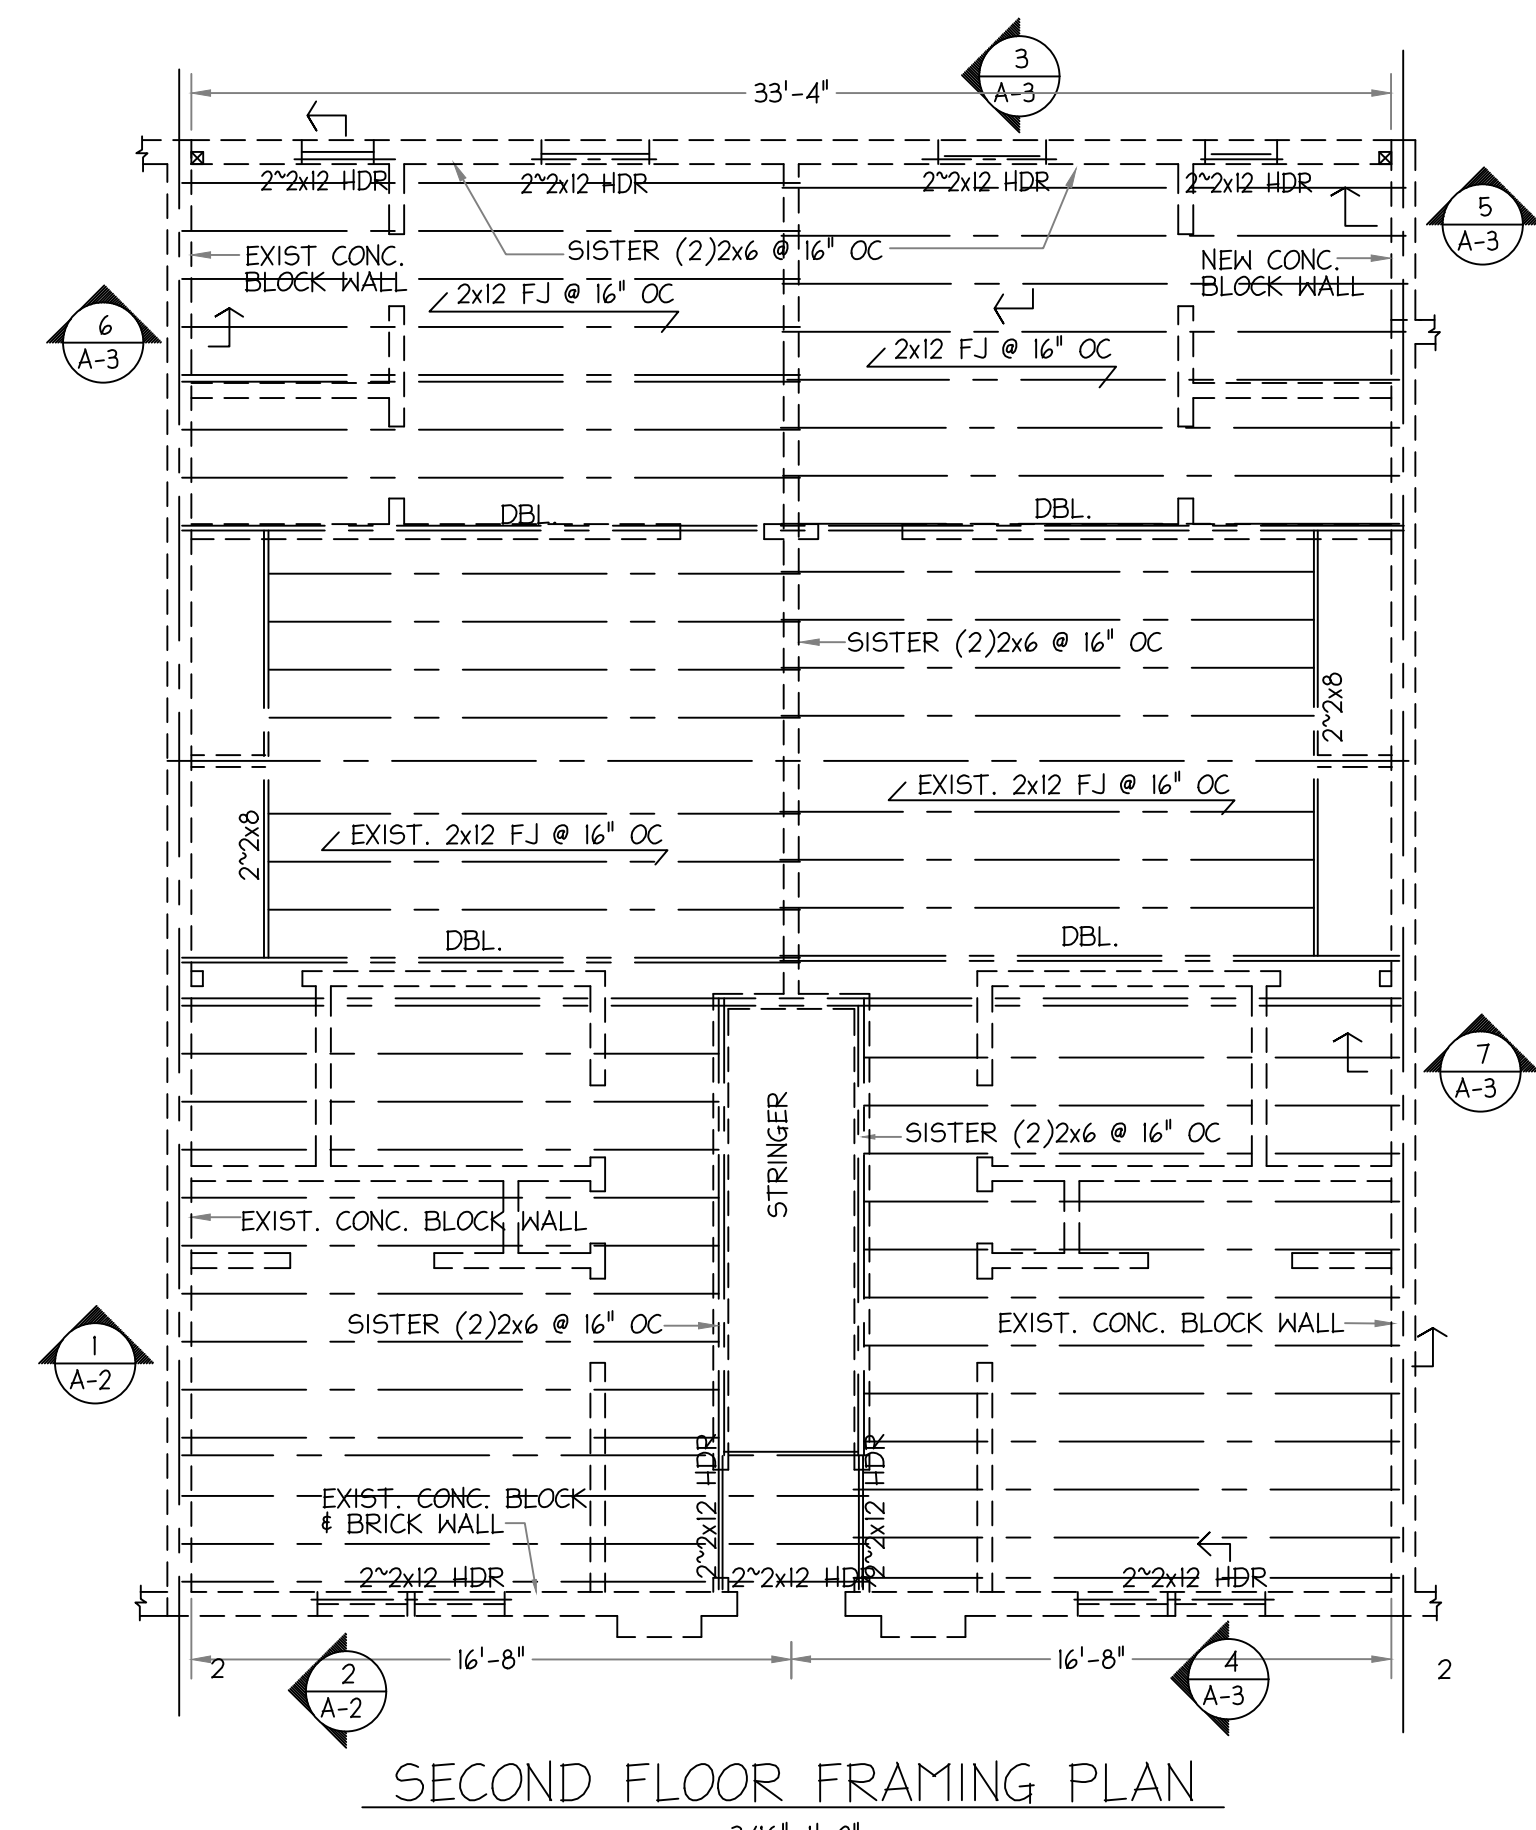 3
A-3
33'-4"
2~2x12 HDR
2~2x12 HDR
2~2x12 HDR
2~2x12 HDR
5
A-3
EXIST CONC.
BLOCK WALL
SISTER (2)2x6 @ 16" OC
NEW CONC.
BLOCK WALL
2x12 FJ @ 16" OC
6
A-3
2x12 FJ @ 16" OC
DBL.
DBL.
SISTER (2)2x6 @ 16" OC
2~2x8
EXIST. 2x12 FJ @ 16" OC
2~2x8
EXIST. 2x12 FJ @ 16" OC
DBL.
DBL.
7
A-3
STRINGER
SISTER (2)2x6 @ 16" OC
EXIST. CONC. BLOCK WALL
SISTER (2)2x6 @ 16" OC
EXIST. CONC. BLOCK WALL
1
A-2
2~2x12 HDR
2~2x12 HDR
EXIST. CONC. BLOCK
& BRICK WALL
2~2x12 HDR
2~2x12 HDR
2~2x12 HDR
16'-8"
16'-8"
2
2
A-2
4
A-3
2
SECOND FLOOR FRAMING PLAN